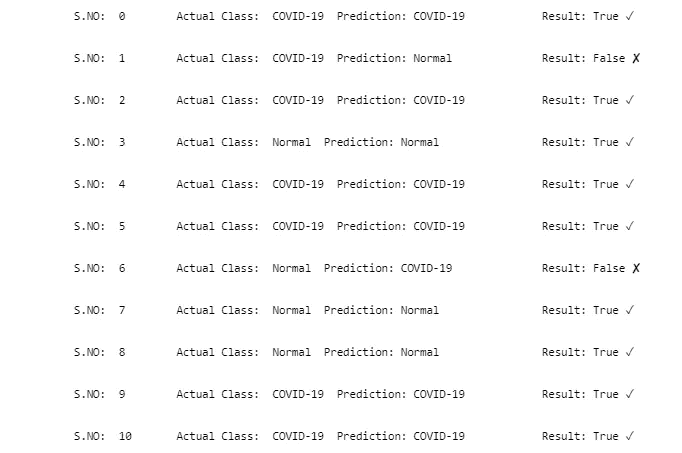 S.NO:  0       Actual Class:  COVID-19  Prediction: COVID-19            Result: True ✓
S.NO:  1       Actual Class:  COVID-19  Prediction: Normal              Result: False ✗
S.NO:  2       Actual Class:  COVID-19  Prediction: COVID-19            Result: True ✓
S.NO:  3       Actual Class:  Normal  Prediction: Normal                Result: True ✓
S.NO:  4       Actual Class:  COVID-19  Prediction: COVID-19            Result: True ✓
S.NO:  5       Actual Class:  COVID-19  Prediction: COVID-19            Result: True ✓
S.NO:  6       Actual Class:  Normal  Prediction: COVID-19              Result: False ✗
S.NO:  7       Actual Class:  Normal  Prediction: Normal                Result: True ✓
S.NO:  8       Actual Class:  Normal  Prediction: Normal                Result: True ✓
S.NO:  9       Actual Class:  COVID-19  Prediction: COVID-19            Result: True ✓
S.NO:  10      Actual Class:  COVID-19  Prediction: COVID-19            Result: True ✓